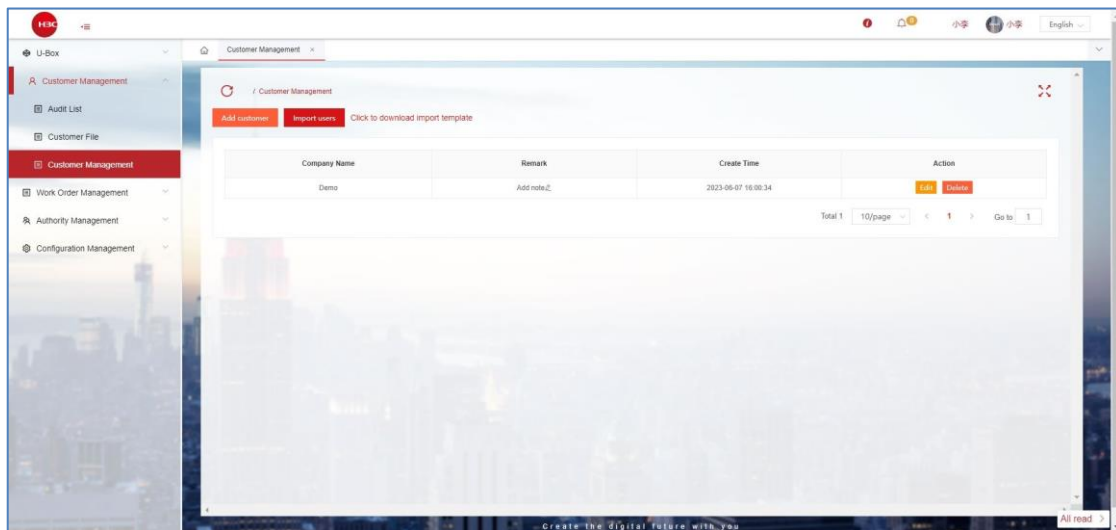 H3C
小李
小李
English
U-Box
Customer Management
Audit List
Customer File
Customer Management
Work Order Management
Authority Management
Configuration Management
Customer Management ×
/ Customer Management
Add customer Import users Click to download import template
Company Name Remark Create Time Action
Demo Add note 2023-06-07 16:00:34 Edit Delete
Total 1 10/page < 1 > Go to 1
Create the digital future with you
All read >